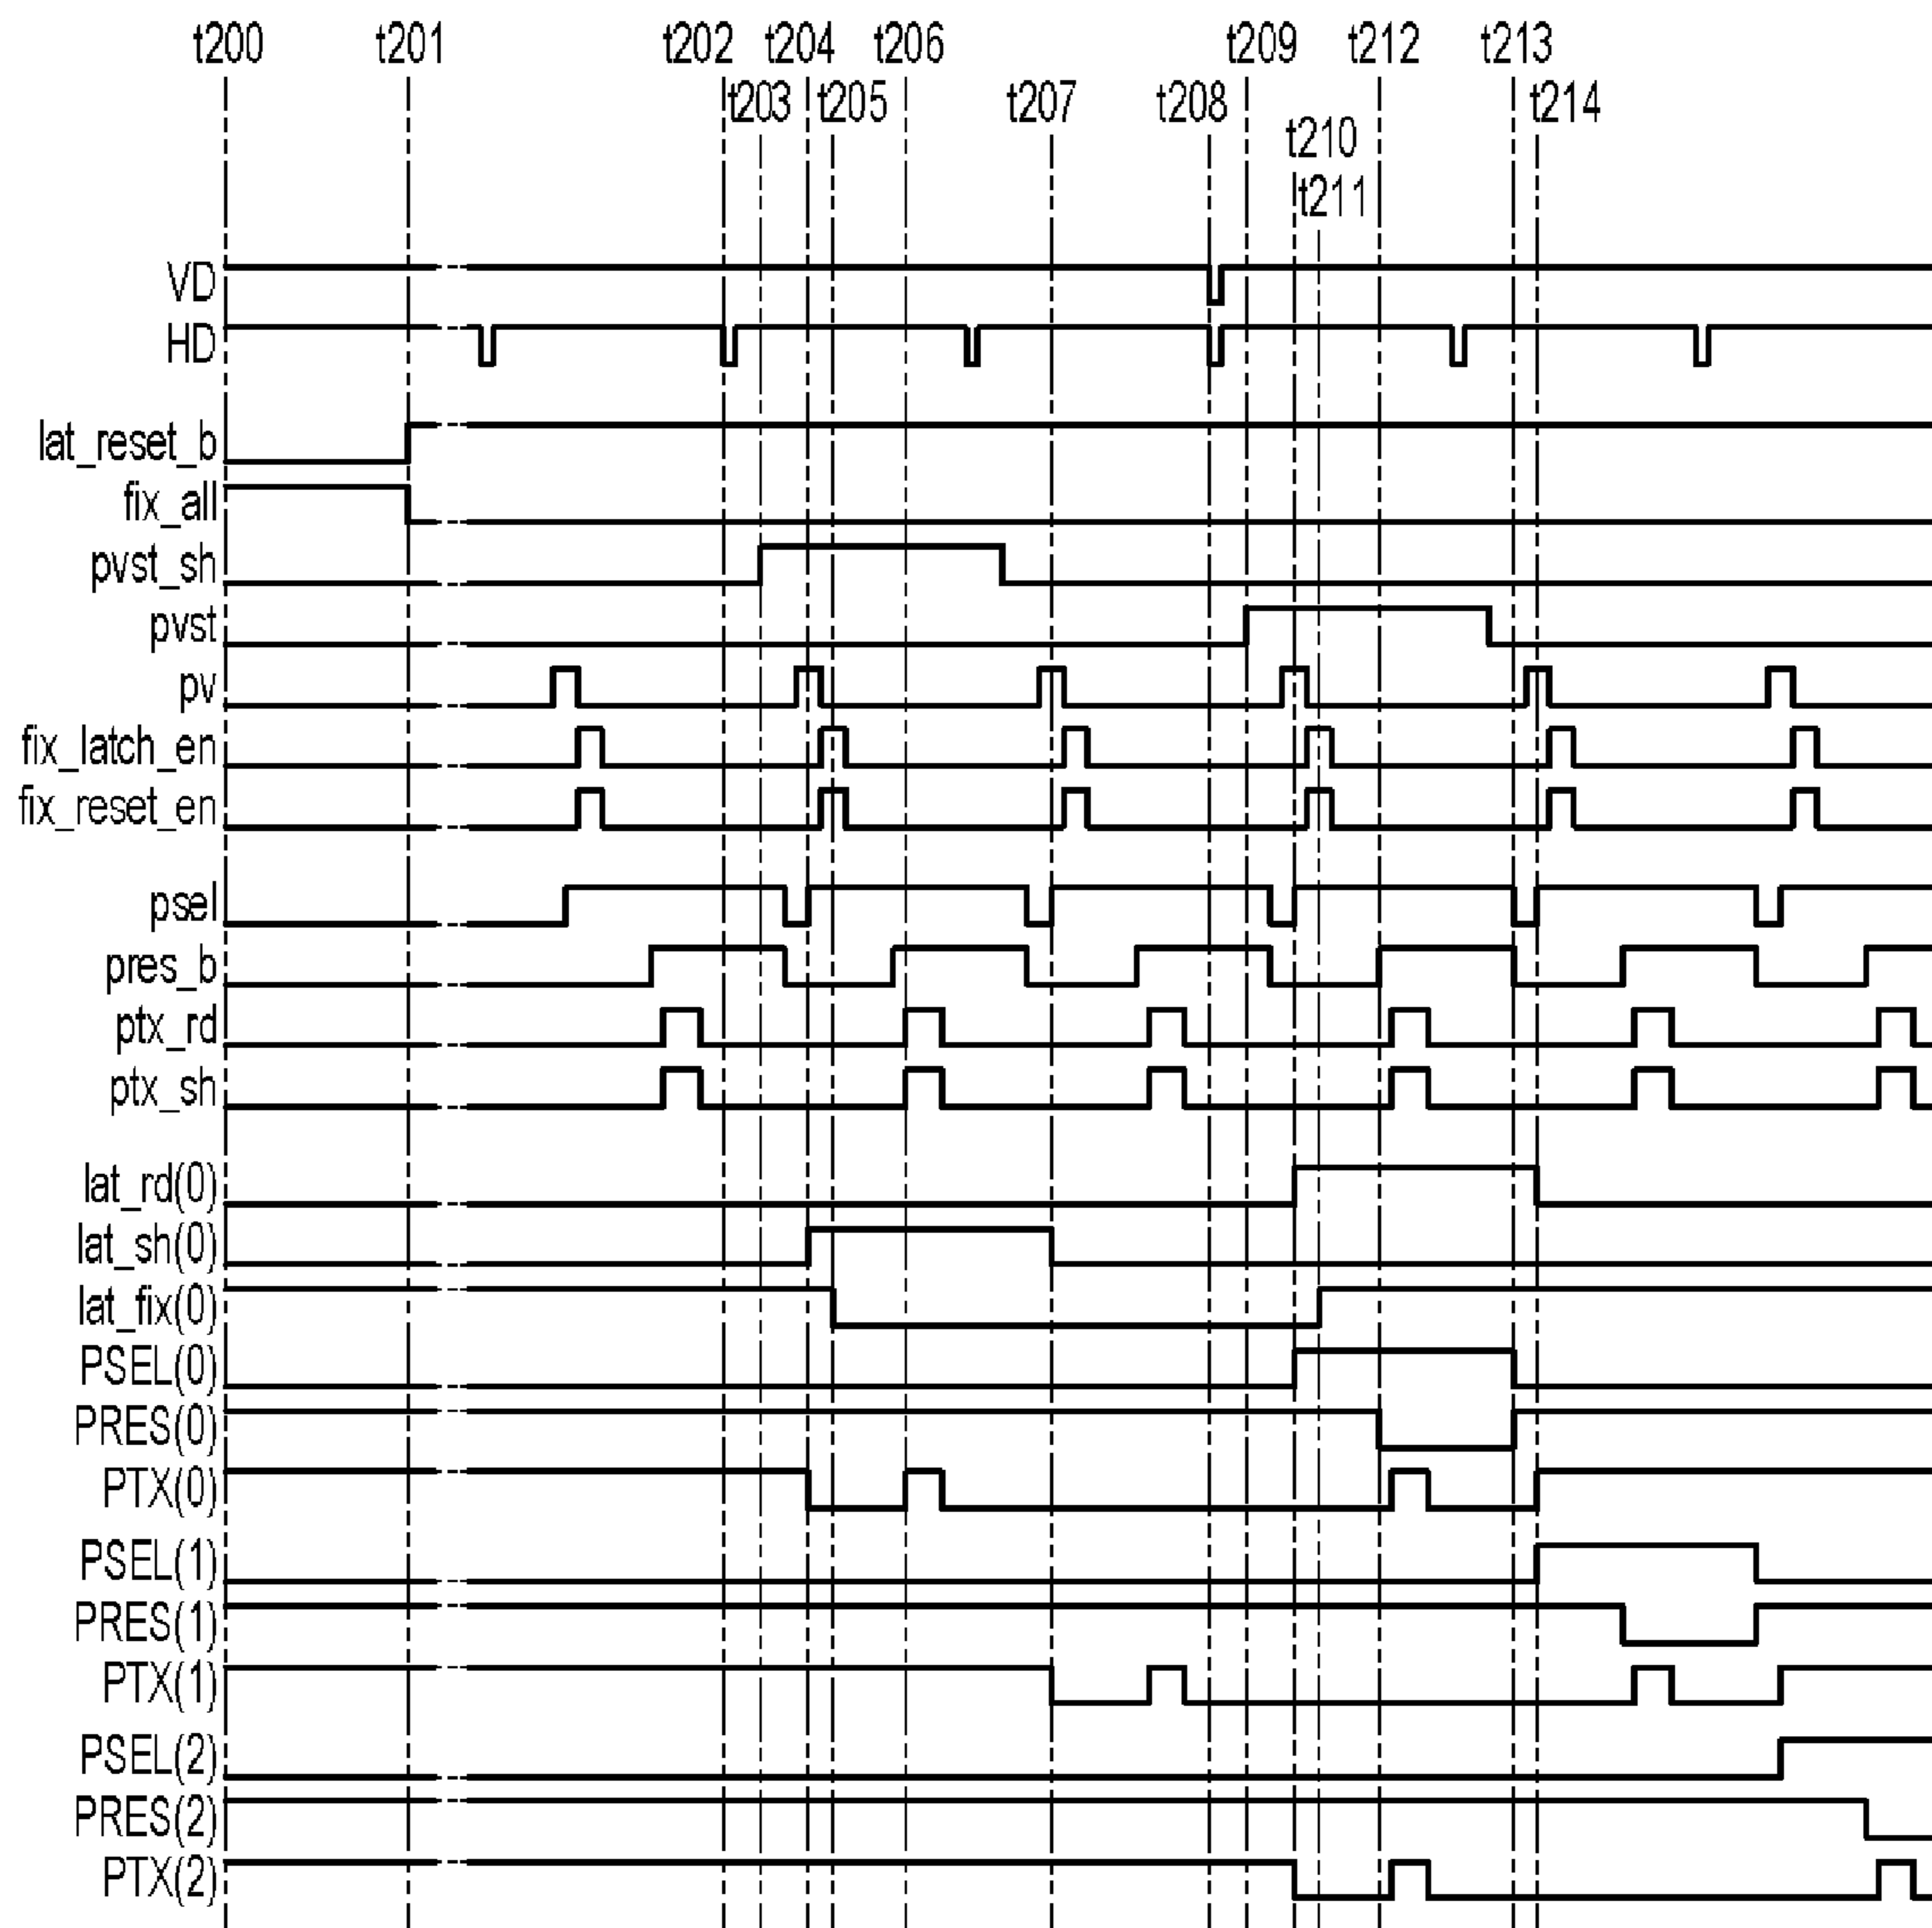 t200 t201 t202 t204 t206 t209 t212 t213
t203 t205 t207 t208 t214
t210
t211
VD
HD
lat_reset_b
fix_all
pvst_sh
pvst
pv
fix_latch_en
fix_reset_en
psel
pres_b
ptx_rd
ptx_sh
lat_rd(0)
lat_sh(0)
lat_fix(0)
PSEL(0)
PRES(0)
PTX(0)
PSEL(1)
PRES(1)
PTX(1)
PSEL(2)
PRES(2)
PTX(2)